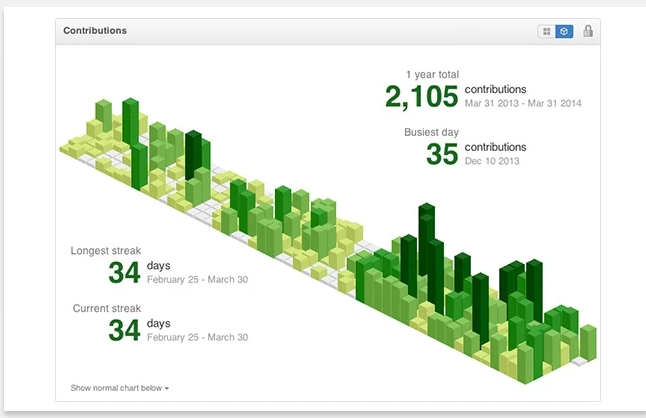 Contributions
1 year total
2,105 contributions
Mar 31 2013 - Mar 31 2014
Busiest day
35 contributions
Dec 10 2013
Longest streak
34 days
February 25 - March 30
Current streak
34 days
February 25 - March 30
Show normal chart below